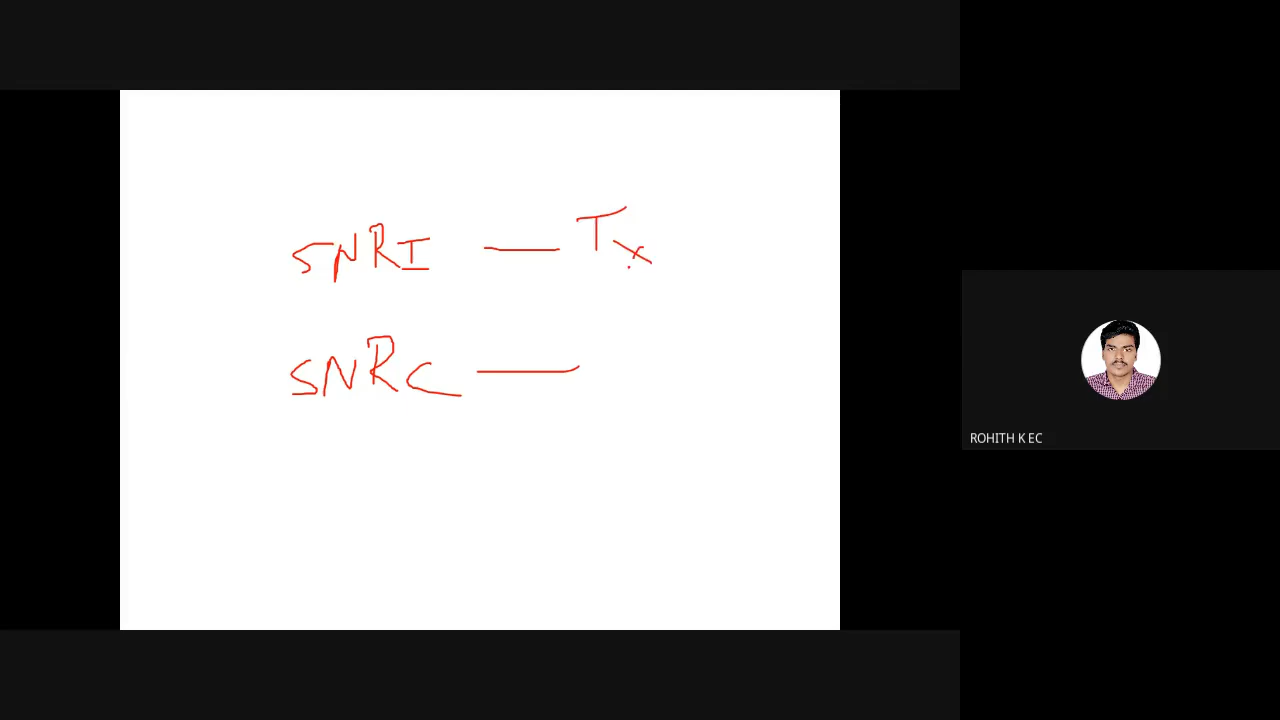 SNRI — Tx
SNRC —
ROHITH K EC